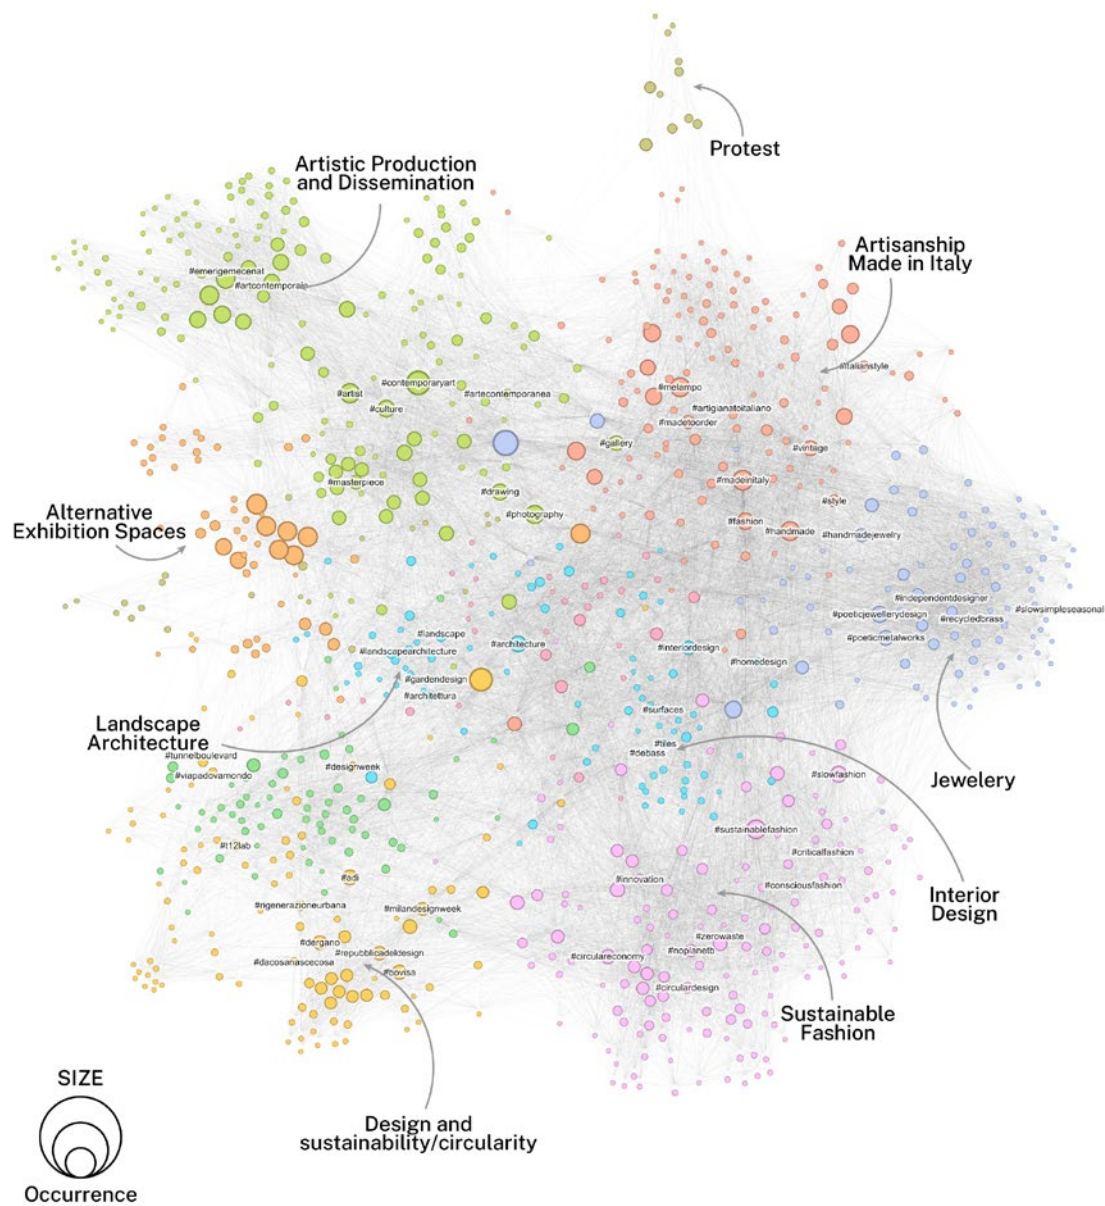 Protest
Artistic Production
and Dissemination
Artisanship
Made in Italy
#emergemecenat
#artcontemporain
#italianstyle
#contemporaryart
#artist
#artecontemporanea
#melampo
#culture
#artigianatoitaliano
#madetoorder
#gallery
#vintage
#masterpiece
#madeinitaly
#drawing
#style
#photography
#fashion
#handmade
#handmadejewelry
Alternative
Exhibition Spaces
#independentdesigner
#slowsimpleseasonal
#poeticjewellerydesign
#recycledbrass
#landscape
#poeticmetalworks
#architecture
#landscapearchitecture
#interiordesign
#homedesign
#gardendesign
#architettura
#surfaces
Landscape
Architecture
#tiles
#debass
#tunnelboulevard
#designweek
#viapadovamondo
#slowfashion
Jewelery
#sustainablefashion
#t12lab
#criticalfashion
#adi
#innovation
#consciousfashion
Interior
Design
#rigenerazioneurbana
#milandesignweek
#dergano
#zerowaste
#repubblicadeldesign
#noplanetb
#circulareconomy
#dacosanascecosa
#bovisa
#circulardesign
Sustainable
Fashion
SIZE
Design and
sustainability/circularity
Occurrence